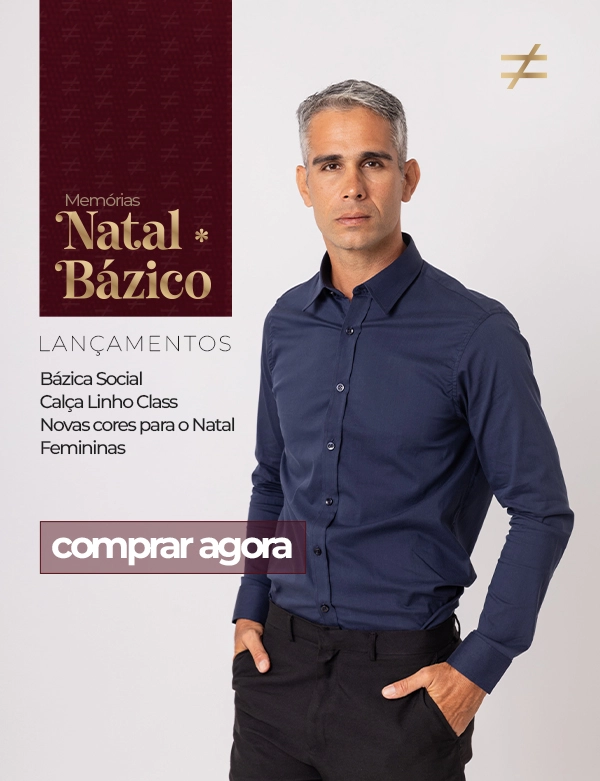 Memórias
Natal *
Bázico
LANÇAMENTOS
Bázica Social
Calça Linho Class
Novas cores para o Natal
Femininas
comprar agora